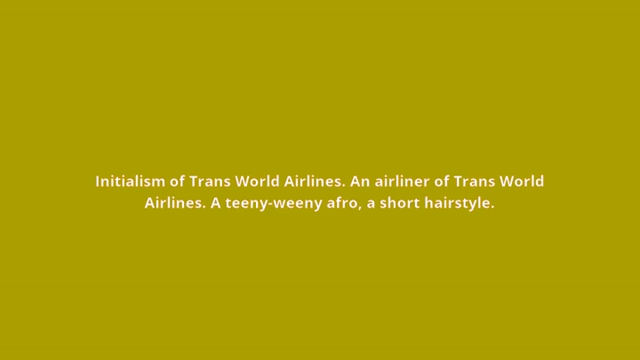 Initialism of Trans World Airlines. An airliner of Trans World
Airlines. A teeny-weeny afro, a short hairstyle.